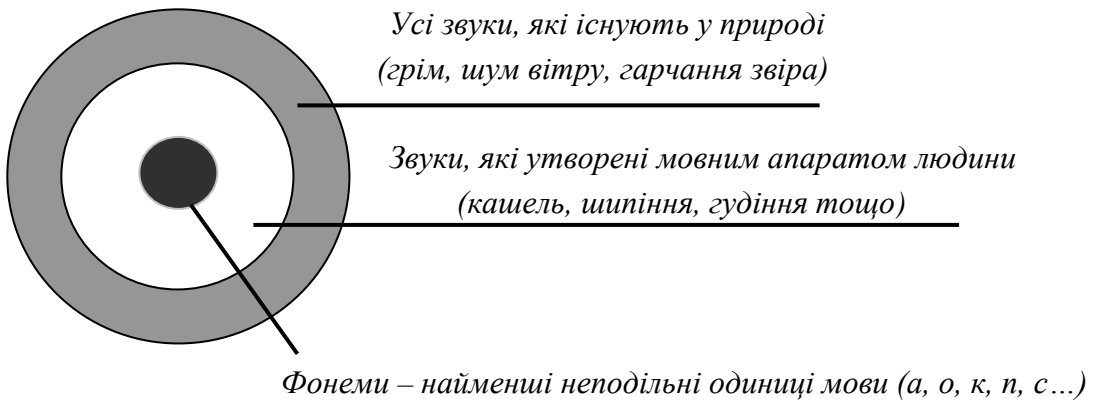 Усі звуки, які існують у природі
(грім, шум вітру, гарчання звіра)
Звуки, які утворені мовним апаратом людини
(кашель, шипіння, гудіння тощо)
Фонеми – найменші неподільні одиниці мови (а, о, к, п, с…)